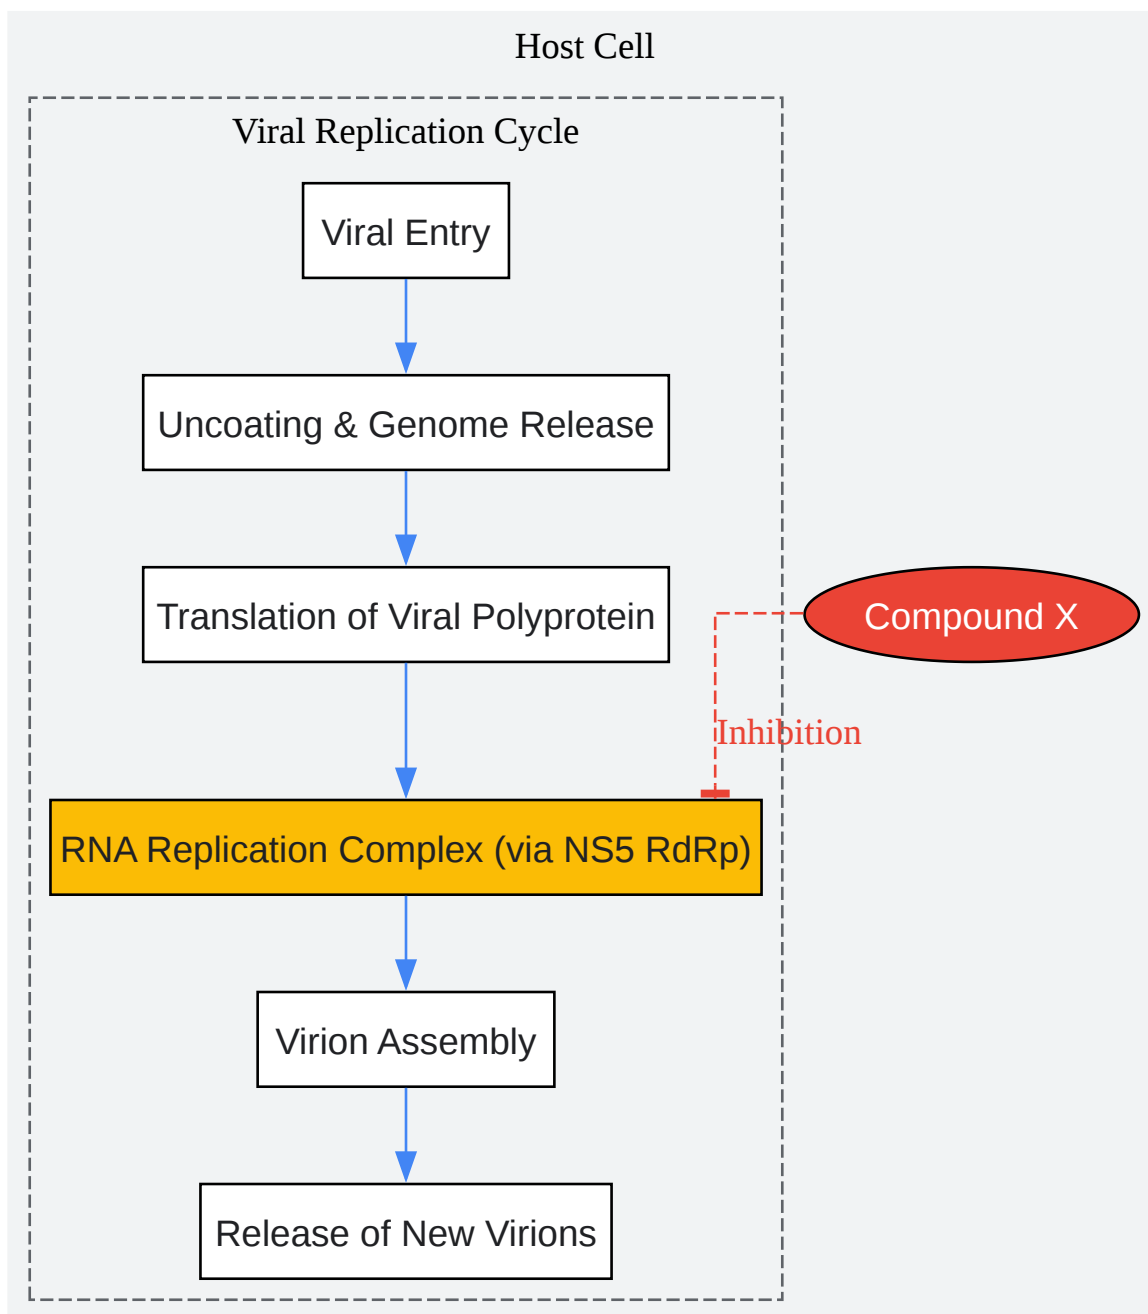 Host Cell
Viral Replication Cycle
Viral Entry
Uncoating & Genome Release
Translation of Viral Polyprotein
Compound X
Inhibition
RNA Replication Complex (via NS5 RdRp)
Virion Assembly
Release of New Virions